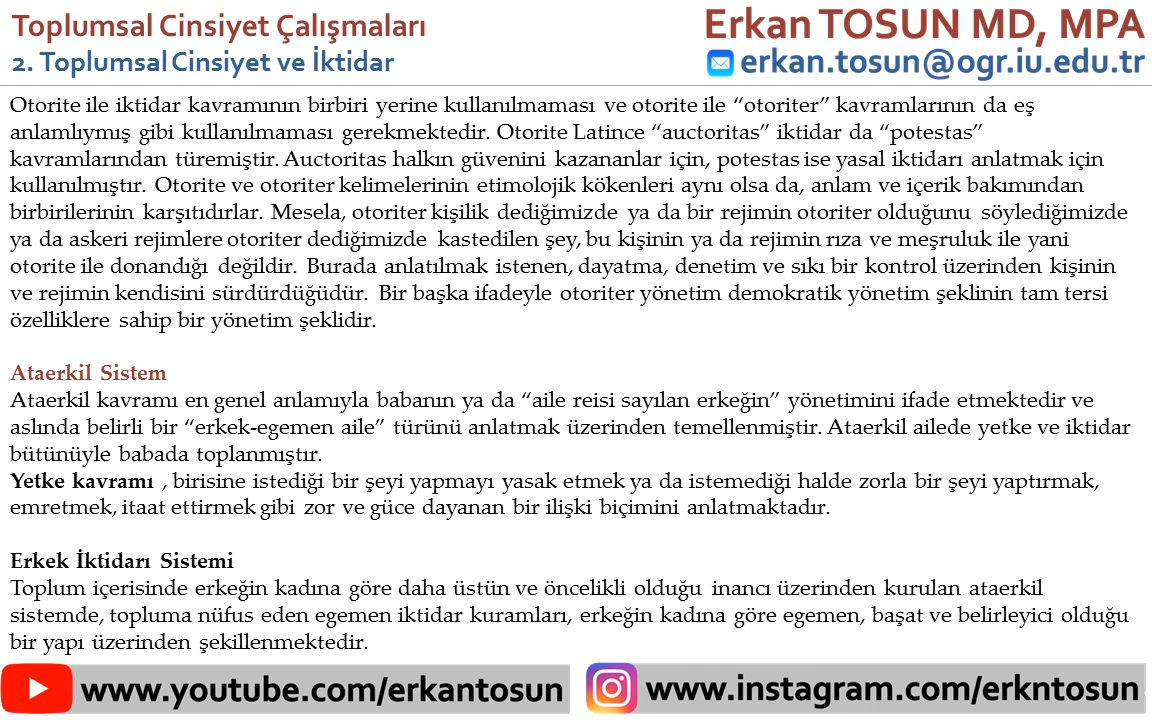 Toplumsal Cinsiyet Çalışmaları
2. Toplumsal Cinsiyet ve İktidar
Erkan TOSUN MD, MPA
erkan.tosun@ogr.iu.edu.tr
Otorite ile iktidar kavramının birbiri yerine kullanılmaması ve otorite ile “otoriter” kavramlarının da eş
anlamlıymış gibi kullanılmaması gerekmektedir. Otorite Latince “auctoritas” iktidar da “potestas”
kavramlarından türemiştir. Auctoritas halkın güvenini kazananlar için, potestas ise yasal iktidarı anlatmak için
kullanılmıştır. Otorite ve otoriter kelimelerinin etimolojik kökenleri aynı olsa da, anlam ve içerik bakımından
birbirilerinin karşıtıdırlar. Mesela, otoriter kişilik dediğimizde ya da bir rejimin otoriter olduğunu söylediğimizde
ya da askeri rejimlere otoriter dediğimizde kastedilen şey, bu kişinin ya da rejimin rıza ve meşruluk ile yani
otorite ile donandığı değildir. Burada anlatılmak istenen, dayatma, denetim ve sıkı bir kontrol üzerinden kişinin
ve rejimin kendisini sürdürdüğüdür. Bir başka ifadeyle otoriter yönetim demokratik yönetim şeklinin tam tersi
özelliklere sahip bir yönetim şeklidir.
Ataerkil Sistem
Ataerkil kavramı en genel anlamıyla babanın ya da “aile reisi sayılan erkeğin” yönetimini ifade etmektedir ve
aslında belirli bir “erkek-egemen aile” türünü anlatmak üzerinden temellenmiştir. Ataerkil ailede yetke ve iktidar
bütünüyle babada toplanmıştır.
Yetke kavramı , birisine istediği bir şeyi yapmayı yasak etmek ya da istemediği halde zorla bir şeyi yaptırmak,
emretmek, itaat ettirmek gibi zor ve güce dayanan bir ilişki biçimini anlatmaktadır.
Erkek İktidarı Sistemi
Toplum içerisinde erkeğin kadına göre daha üstün ve öncelikli olduğu inancı üzerinden kurulan ataerkil
sistemde, topluma nüfus eden egemen iktidar kuramları, erkeğin kadına göre egemen, başat ve belirleyici olduğu
bir yapı üzerinden şekillenmektedir.
www.youtube.com/erkantosun
www.instagram.com/erkntosun